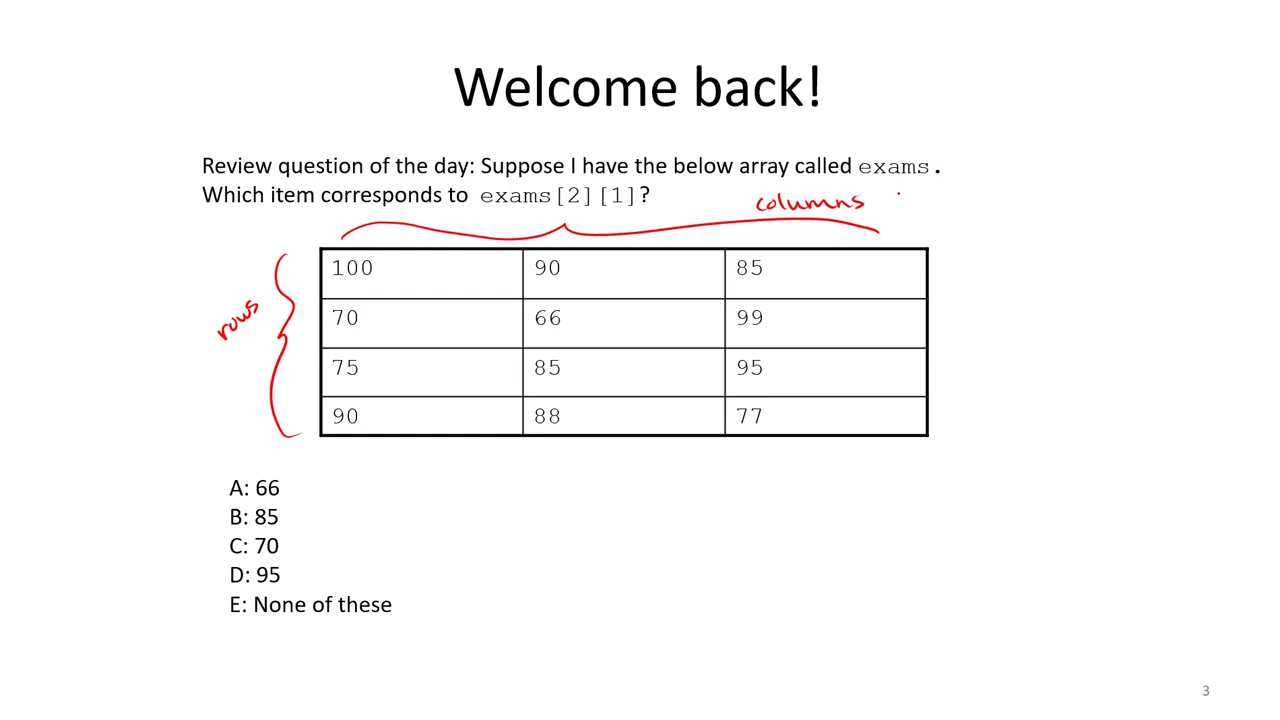 Welcome back!
Review question of the day: Suppose I have the below array called exams.
Which item corresponds to exams[2][1]?
columns
rows
100 90 85
70 66 99
75 85 95
90 88 77
A: 66
B: 85
C: 70
D: 95
E: None of these
3